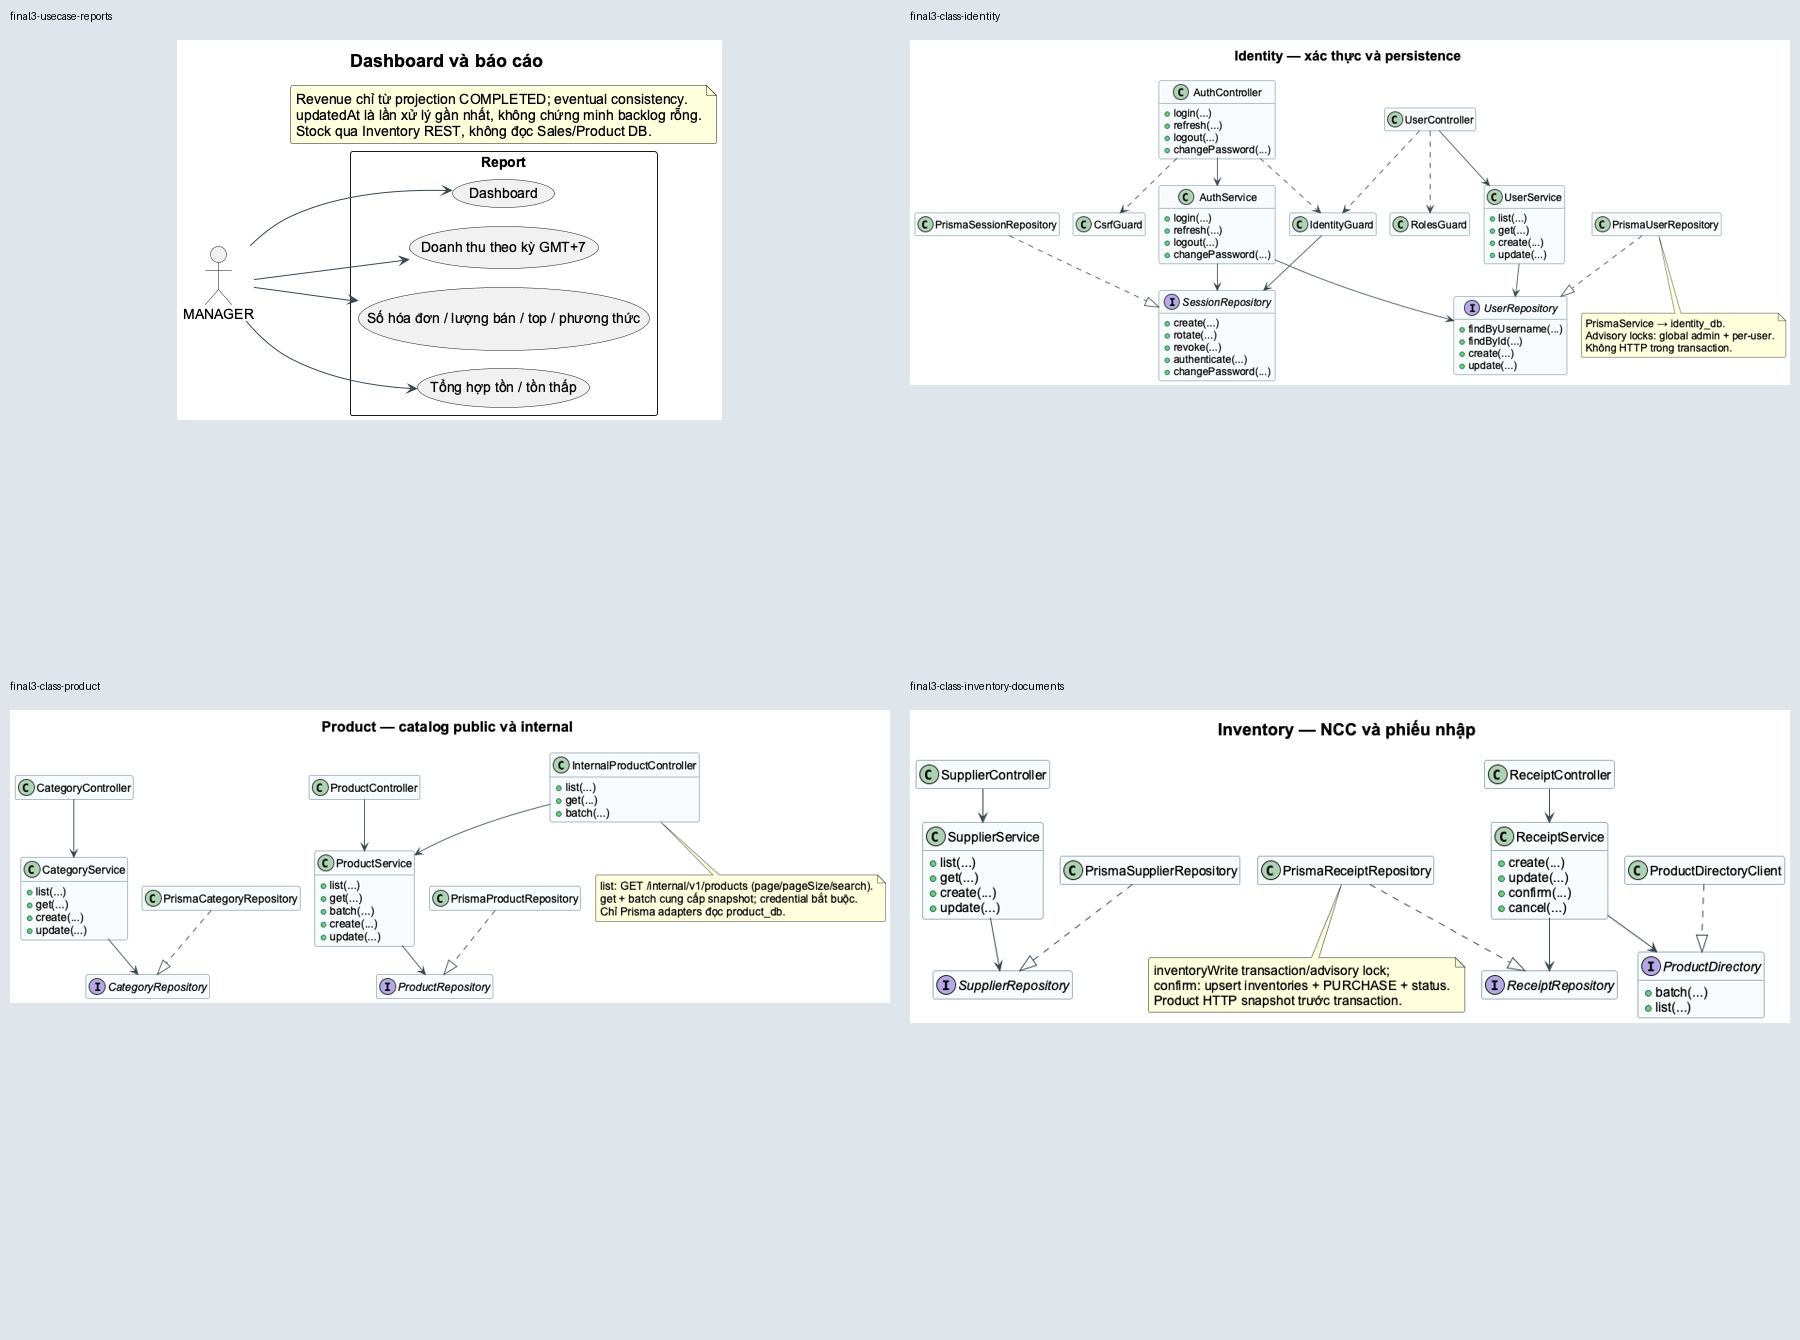 final3-usecase-reports
Dashboard và báo cáo
Revenue chỉ từ projection COMPLETED; eventual consistency.
updatedAt là lần xử lý gần nhất, không chứng minh backlog rỗng.
Stock qua Inventory REST, không đọc Sales/Product DB.
Report
Dashboard
Doanh thu theo kỳ GMT+7
MANAGER
Số hóa đơn / lượng bán / top / phương thức
Tổng hợp tồn / tồn thấp
final3-class-identity
Identity — xác thực và persistence
C AuthController
login(...)
refresh(...)
logout(...)
changePassword(...)
C UserController
C AuthService
login(...)
refresh(...)
logout(...)
changePassword(...)
C UserService
list(...)
get(...)
create(...)
update(...)
C PrismaSessionRepository
C CsrfGuard
C IdentityGuard
C RolesGuard
C PrismaUserRepository
I SessionRepository
create(...)
rotate(...)
revoke(...)
authenticate(...)
changePassword(...)
I UserRepository
findByUsername(...)
findById(...)
create(...)
update(...)
PrismaService → identity_db.
Advisory locks: global admin + per-user.
Không HTTP trong transaction.
final3-class-product
Product — catalog public và internal
C CategoryController
C ProductController
C InternalProductController
list(...)
get(...)
batch(...)
C CategoryService
list(...)
get(...)
create(...)
update(...)
C PrismaCategoryRepository
C ProductService
list(...)
get(...)
batch(...)
create(...)
update(...)
C PrismaProductRepository
list: GET /internal/v1/products (page/pageSize/search).
get + batch cung cấp snapshot; credential bắt buộc.
Chỉ Prisma adapters đọc product_db.
I CategoryRepository
I ProductRepository
final3-class-inventory-documents
Inventory — NCC và phiếu nhập
C SupplierController
C ReceiptController
C SupplierService
list(...)
get(...)
create(...)
update(...)
C PrismaSupplierRepository
C PrismaReceiptRepository
C ReceiptService
create(...)
update(...)
confirm(...)
cancel(...)
C ProductDirectoryClient
I SupplierRepository
inventoryWrite transaction/advisory lock;
confirm: upsert inventories + PURCHASE + status.
Product HTTP snapshot trước transaction.
I ReceiptRepository
I ProductDirectory
batch(...)
list(...)